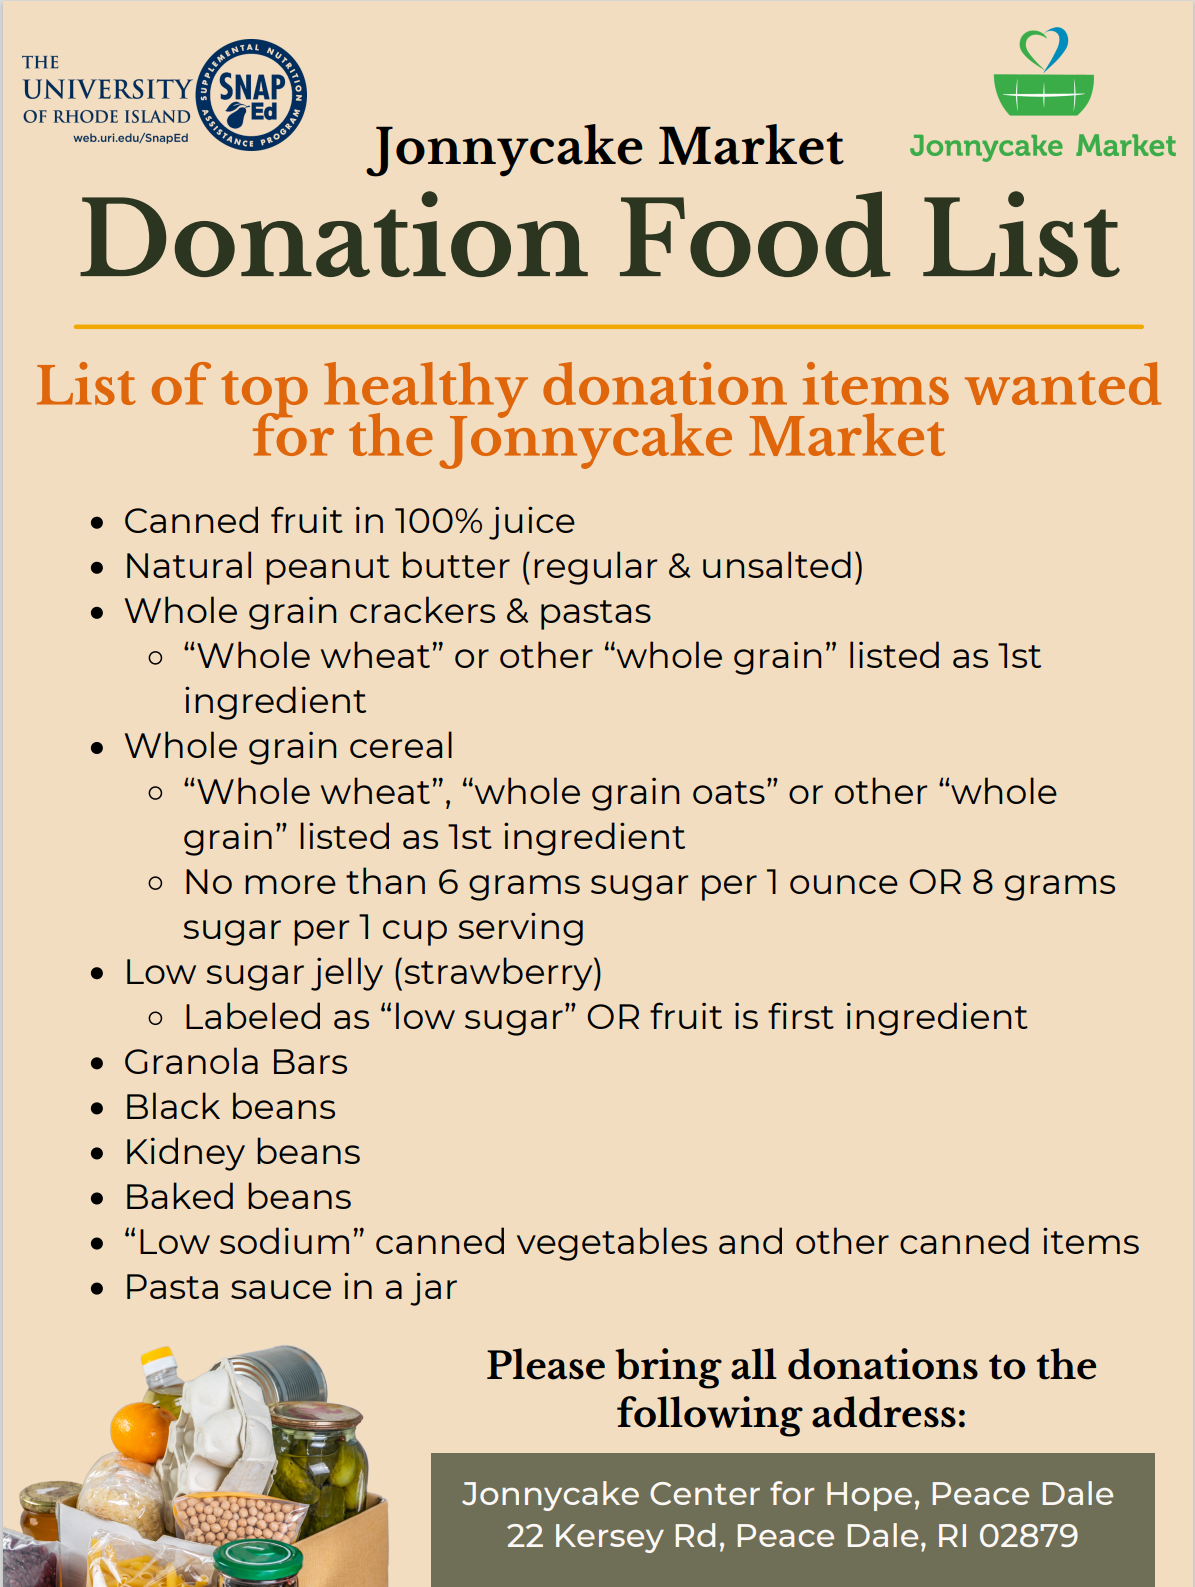 THE
UNIVERSITY
OF RHODE ISLAND
web.uri.edu/SnapEd
SUPPLEMENTAL NUTRITION
ASSISTANCE PROGRAM
SNAP
Ed
Jonnycake Market
Jonnycake Market
Donation Food List
List of top healthy donation items wanted
for the Jonnycake Market
• Canned fruit in 100% juice
• Natural peanut butter (regular & unsalted)
• Whole grain crackers & pastas
◦ “Whole wheat” or other “whole grain” listed as 1st
ingredient
• Whole grain cereal
◦ “Whole wheat”, “whole grain oats” or other “whole
grain” listed as 1st ingredient
◦ No more than 6 grams sugar per 1 ounce OR 8 grams
sugar per 1 cup serving
• Low sugar jelly (strawberry)
◦ Labeled as “low sugar” OR fruit is first ingredient
• Granola Bars
• Black beans
• Kidney beans
• Baked beans
• “Low sodium” canned vegetables and other canned items
• Pasta sauce in a jar
Please bring all donations to the
following address:
Jonnycake Center for Hope, Peace Dale
22 Kersey Rd, Peace Dale, RI 02879